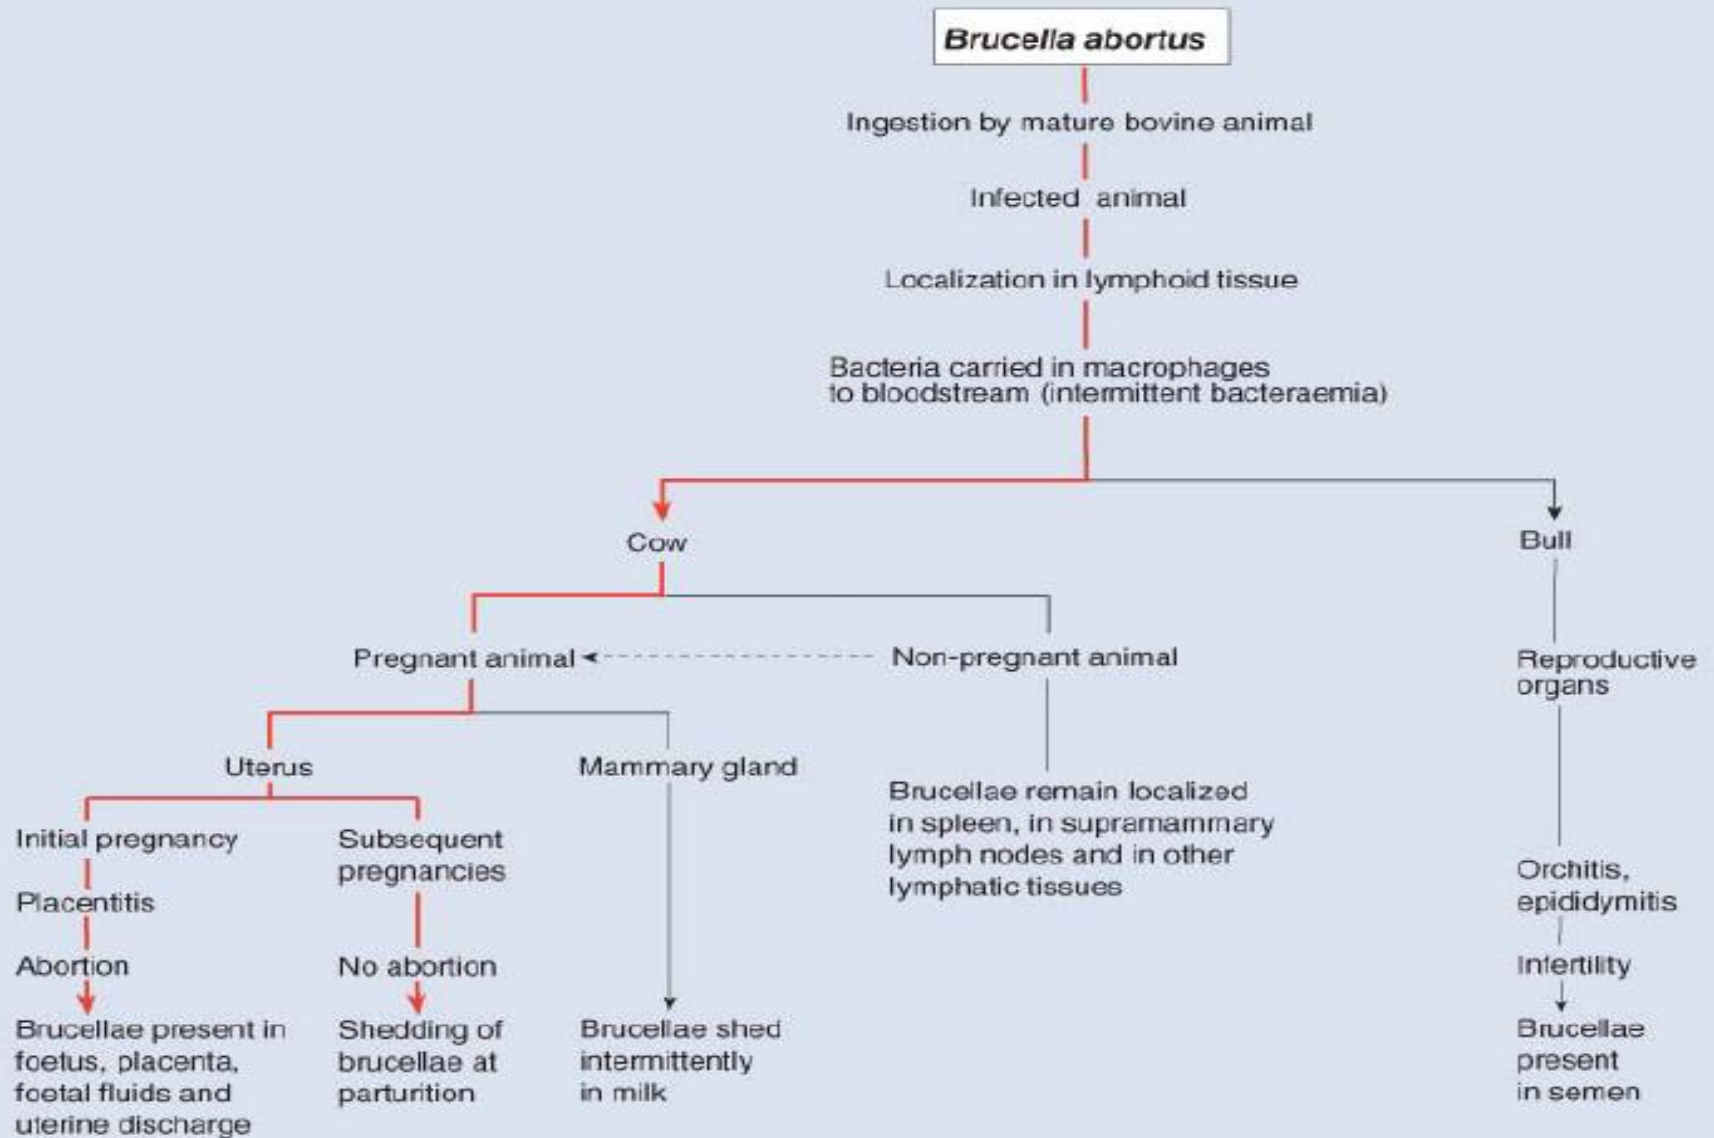 Brucella abortus
Ingestion by mature bovine animal
Infected animal
Localization in lymphoid tissue
Bacteria carried in macrophages
to bloodstream (intermittent bacteraemia)
Cow
Bull
Pregnant animal
Non-pregnant animal
Reproductive
organs
Uterus
Mammary gland
Brucellae remain localized
in spleen, in supramammary
lymph nodes and in other
lymphatic tissues
Initial pregnancy
Subsequent
pregnancies
Placentitis
Orchitis,
epididymitis
Abortion
No abortion
Infertility
Brucellae present in
foetus, placenta,
foetal fluids and
uterine discharge
Shedding of
brucellae at
parturition
Brucellae shed
intermittently
in milk
Brucellae
present
in semen